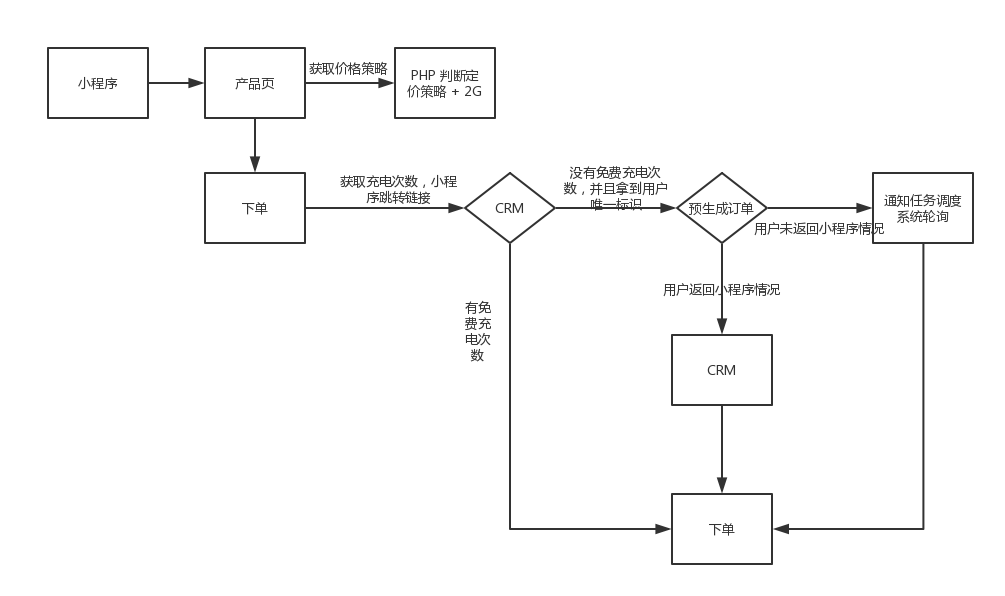 小程序
产品页
获取价格策略
PHP 判断定
价策略 + 2G
下单
获取充电次数，小程
序跳转链接
CRM
没有免费充电次
数，并且拿到用户
唯一标识
预生成订单
用户未返回小程序情况
通知任务调度
系统轮询
有免
费充
电次
数
用户返回小程序情况
CRM
下单